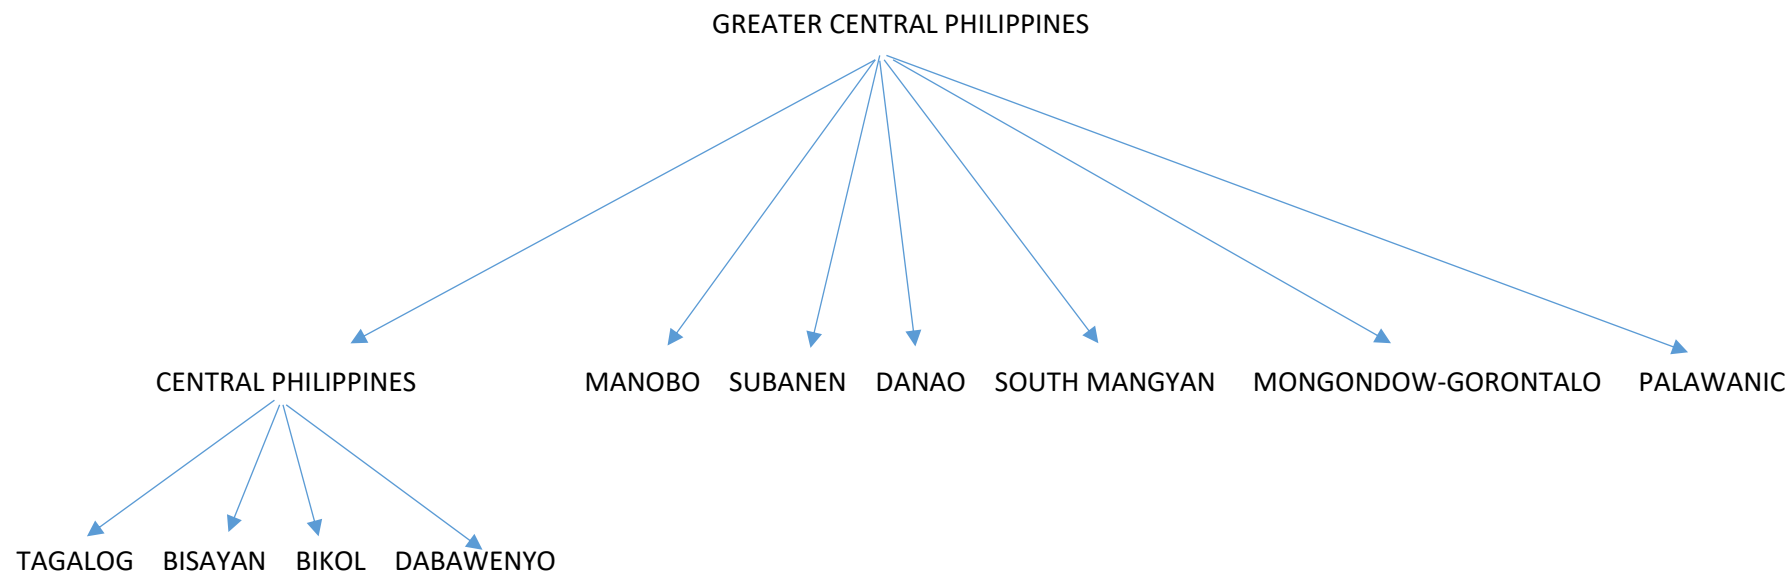 GREATER CENTRAL PHILIPPINES
CENTRAL PHILIPPINES MANOBO SUBANEN DANAO SOUTH MANGYAN MONGONDOW-GORONTALO PALAWANIC
TAGALOG BISAYAN BIKOL DABAWENYO